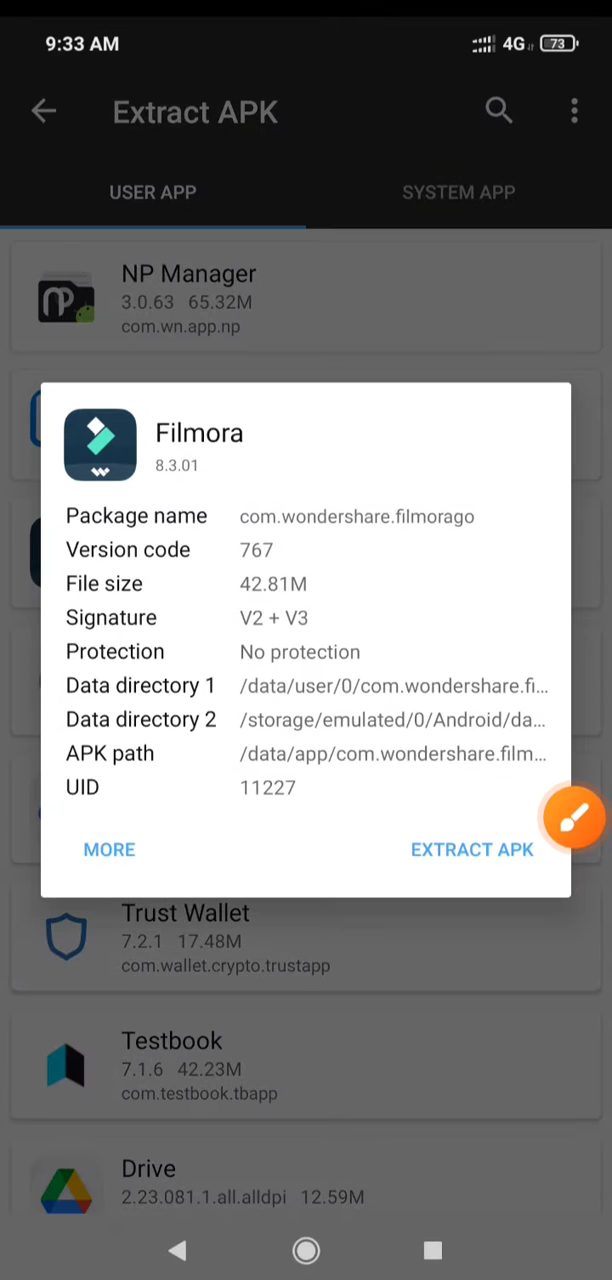 9:33 AM
4G 73
Extract APK
USER APP SYSTEM APP
NP Manager
3.0.63 65.32M
com.wn.app.np
Filmora
8.3.01
Package name com.wondershare.filmorago
Version code 767
File size 42.81M
Signature V2 + V3
Protection No protection
Data directory 1 /data/user/0/com.wondershare.fi...
Data directory 2 /storage/emulated/0/Android/da...
APK path /data/app/com.wondershare.film...
UID 11227
MORE EXTRACT APK
Trust Wallet
7.2.1 17.48M
com.wallet.crypto.trustapp
Testbook
7.1.6 42.23M
com.testbook.tbapp
Drive
2.23.081.1.all.alldpi 12.59M